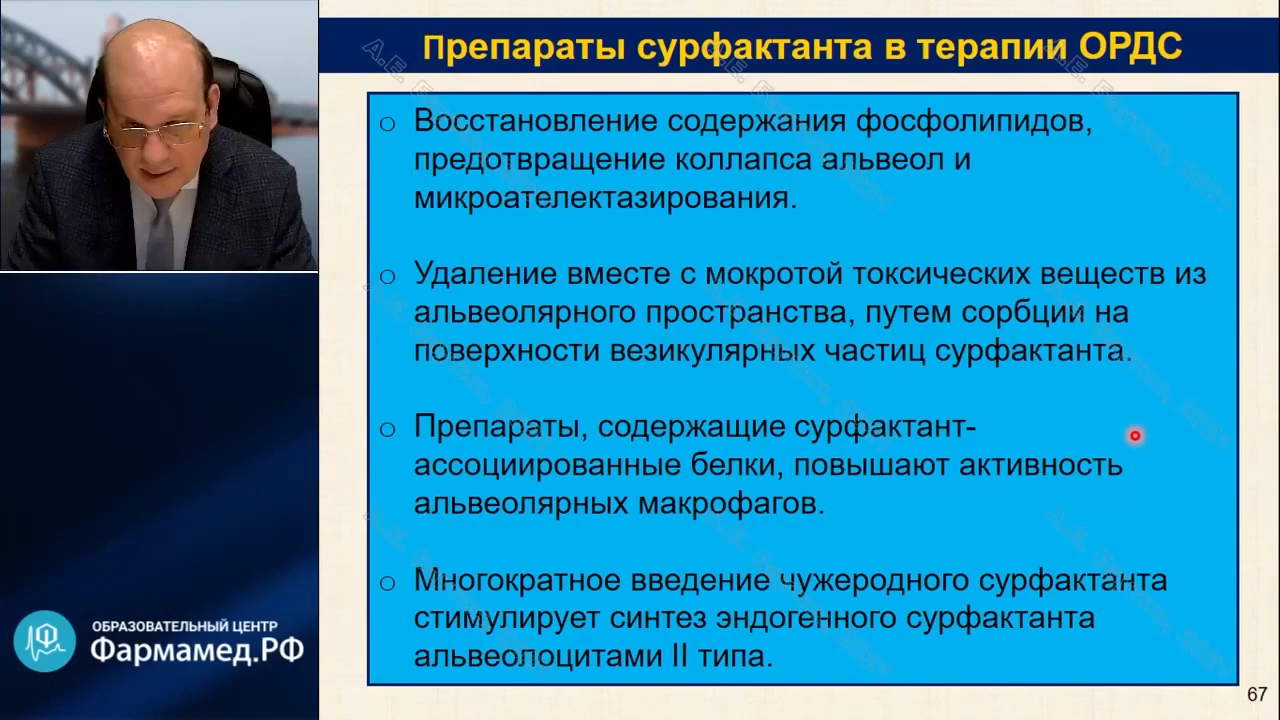 Препараты сурфактанта в терапии ОРДС
Восстановление содержания фосфолипидов,
предотвращение коллапса альвеол и
микроателектазирования.
Удаление вместе с мокротой токсических веществ из
альвеолярного пространства, путем сорбции на
поверхности везикулярных частиц сурфактанта.
Препараты, содержащие сурфактант-
ассоциированные белки, повышают активность
альвеолярных макрофагов.
Многократное введение чужеродного сурфактанта
стимулирует синтез эндогенного сурфактанта
альвеолоцитами II типа.
67
ОБРАЗОВАТЕЛЬНЫЙ ЦЕНТР
Фармамед.РФ